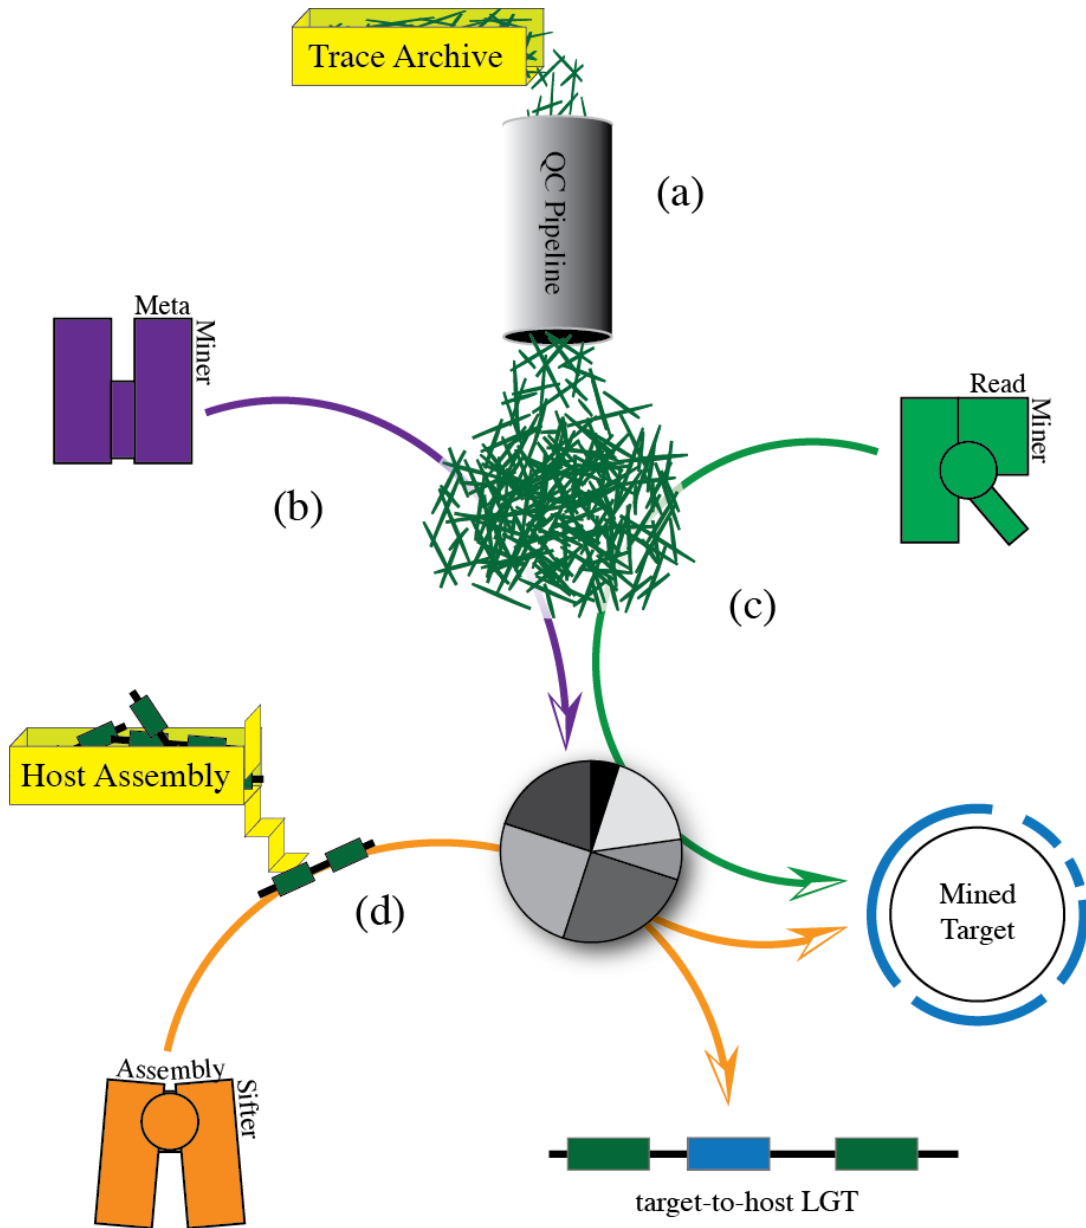 Trace Archive
QC Pipeline
(a)
Meta
Miner
Read
Miner
(b)
(c)
Host Assembly
(d)
Mined
Target
Assembly
Sifter
target-to-host LGT